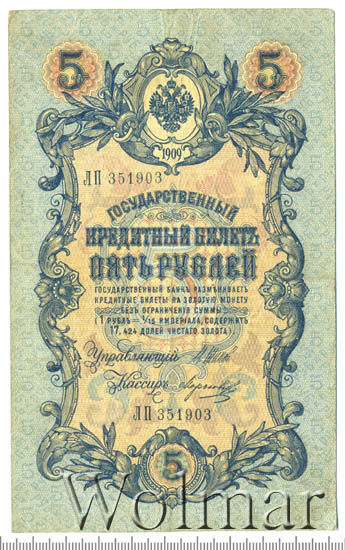 5 5
1909
ЛП 351903
ГОСУДАРСТВЕННЫЙ
КРЕДИТНЫЙ БИЛЕТЪ
ПЯТЬ РУБЛЕЙ
ГОСУДАРСТВЕННЫЙ БАНКЪ РАЗМѢНИВАЕТЪ
КРЕДИТНЫЕ БИЛЕТЫ НА ЗОЛОТУЮ МОНЕТУ
БЕЗЪ ОГРАНИЧЕНІЯ СУММЫ
(1 РУБЛЬ = 1/15 ИМПЕРІАЛА, СОДЕРЖИТЪ
17,424 ДОЛЕЙ ЧИСТАГО ЗОЛОТА).
Управляющій
Кассиръ
ЛП 351903
5
Wolmar